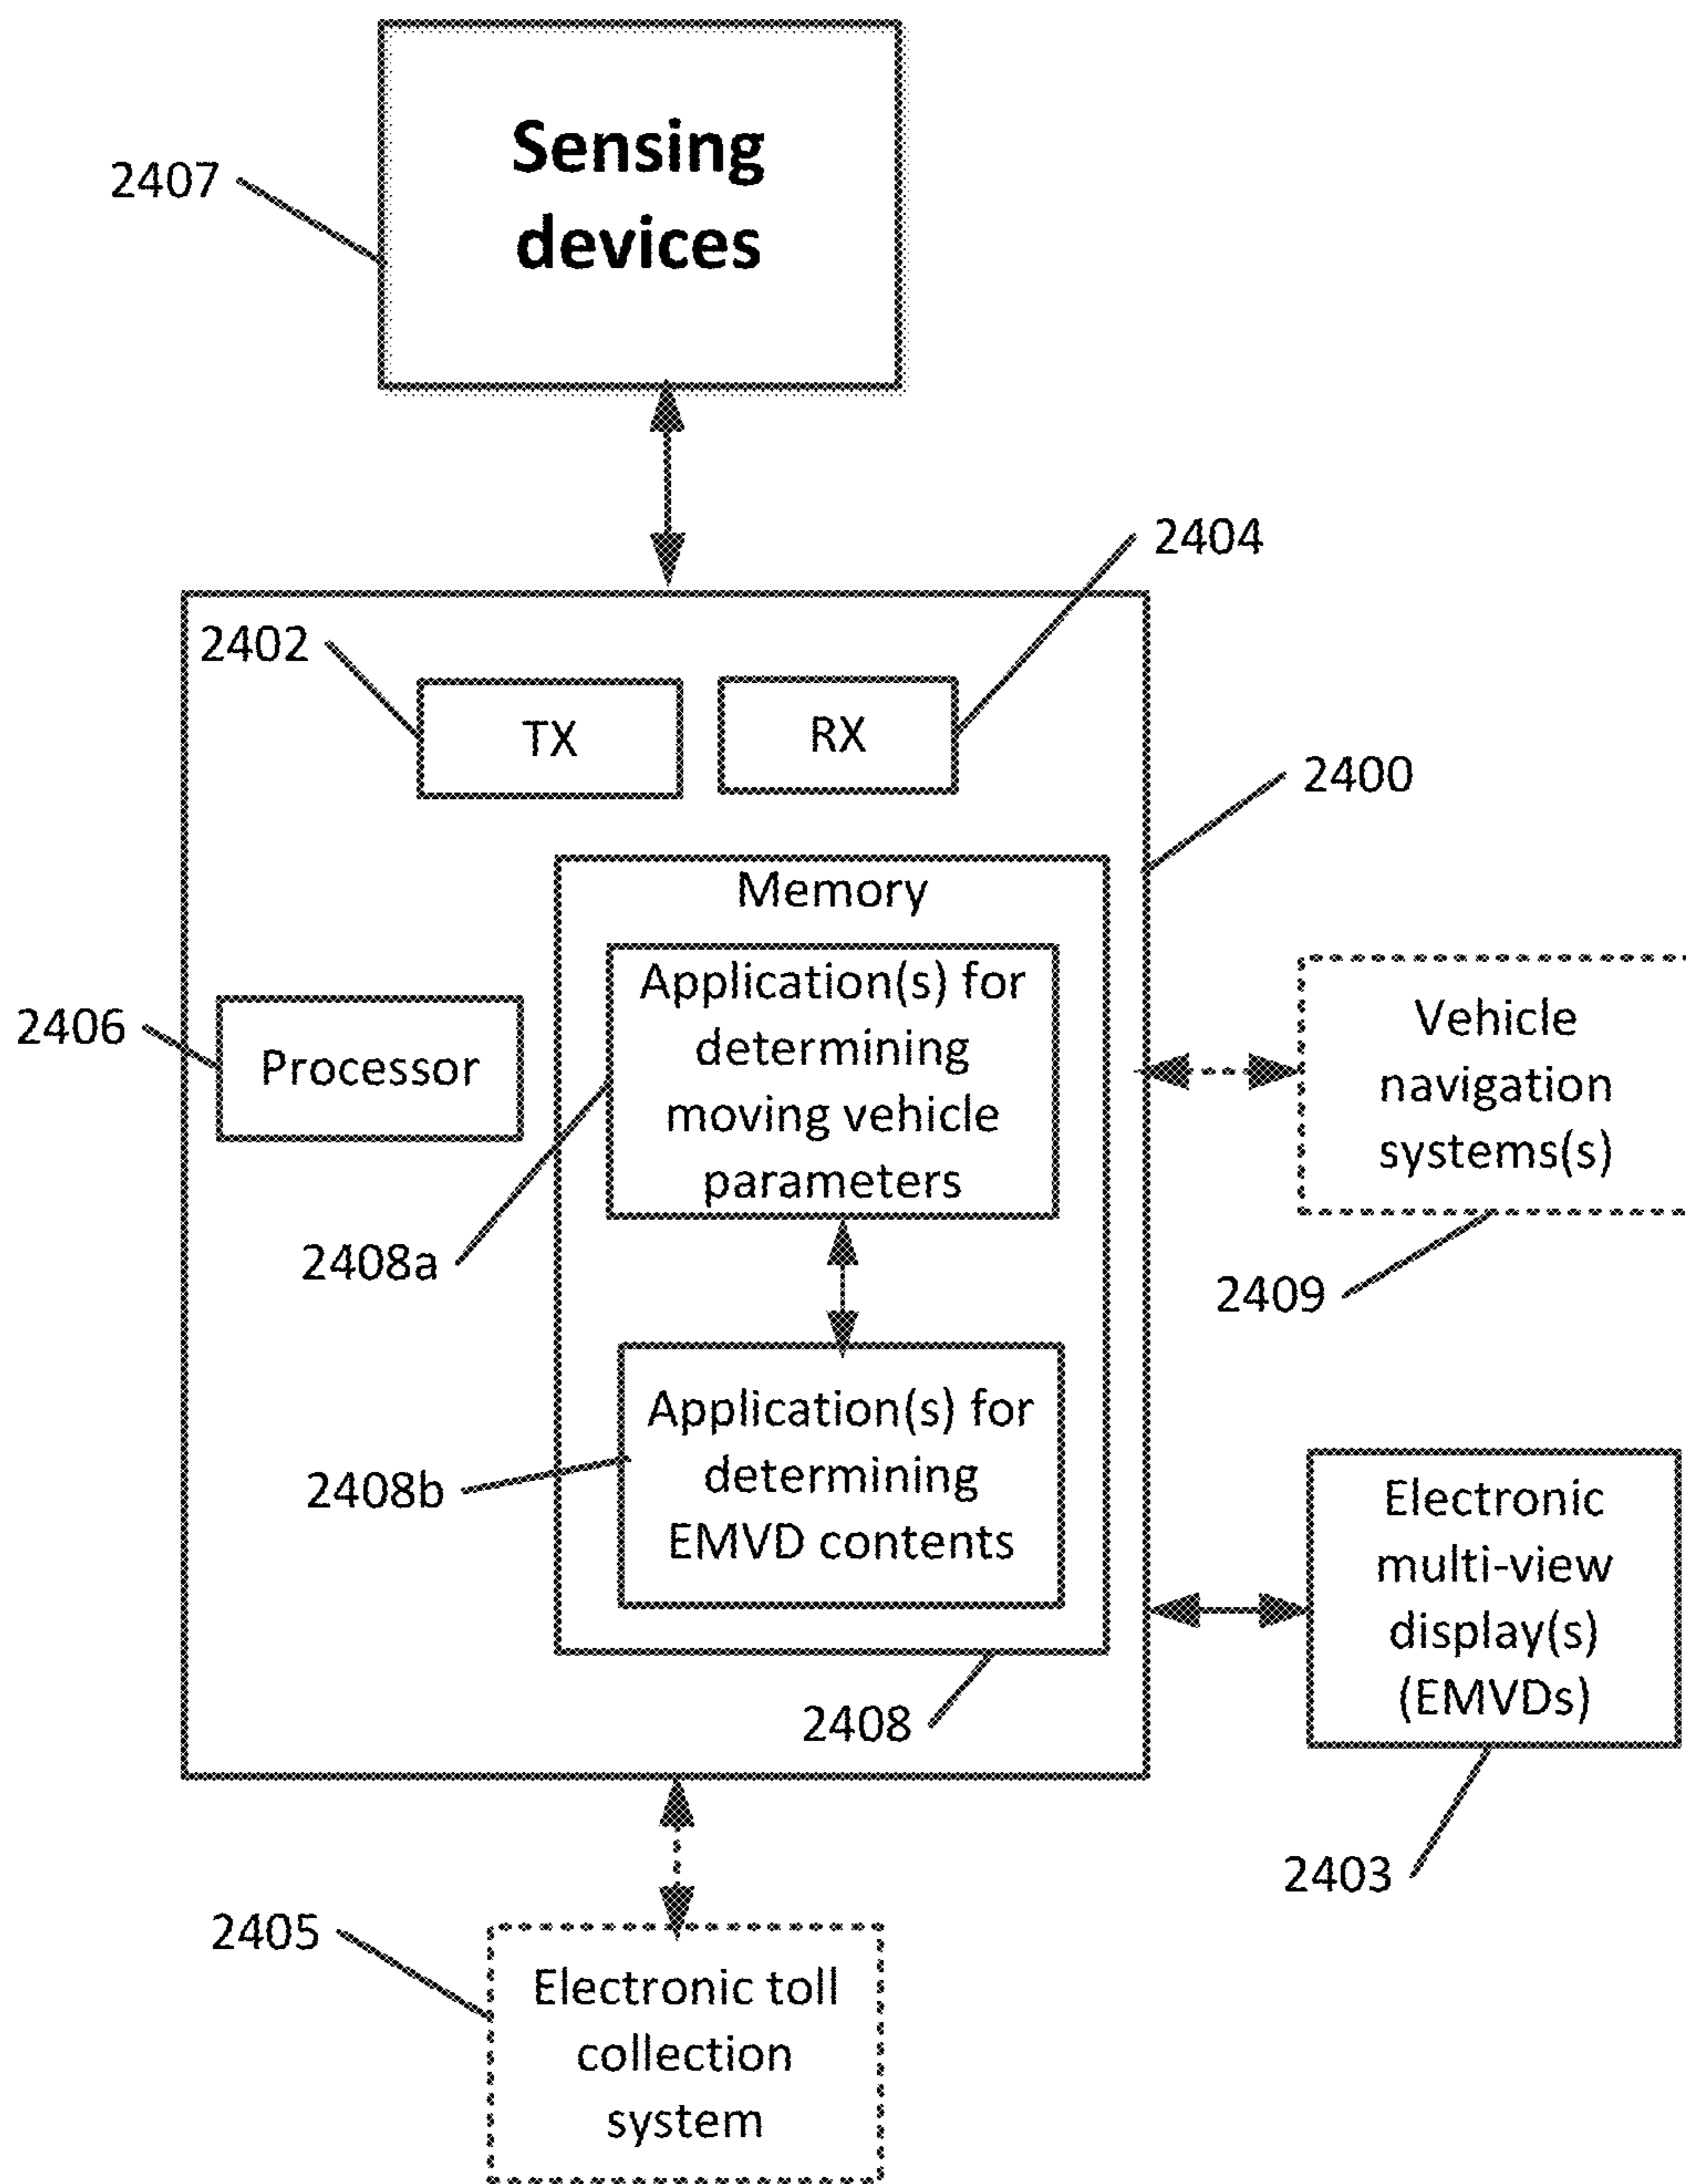 Sensing
devices
2407
2404
2402
TX
RX
2400
Memory
Application(s) for
determining
moving vehicle
parameters
2406
Processor
Vehicle
navigation
systems(s)
2408a
2409
Application(s) for
determining
EMVD contents
2408b
Electronic
multi-view
display(s)
(EMVDs)
2408
2403
2405
Electronic toll
collection
system